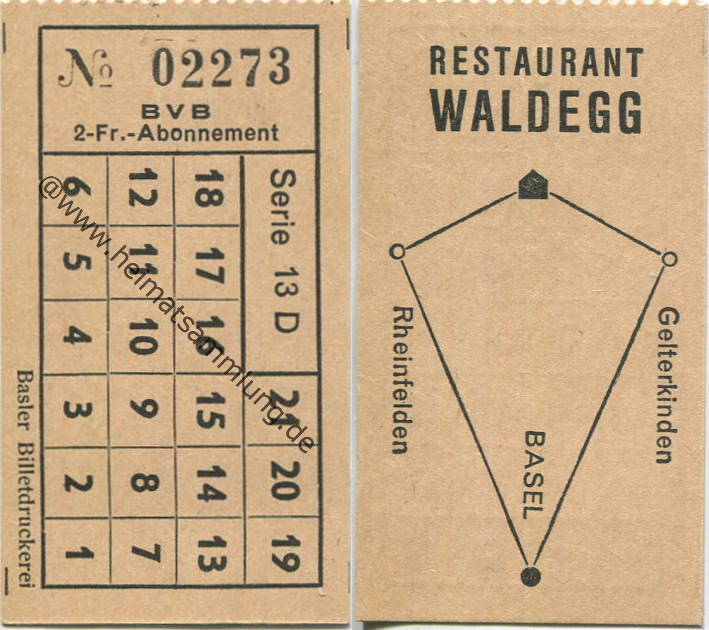 № 02273
BVB
2-Fr.-Abonnement
6 12 18 Serie 13 D
5 11 17
4 10 16
3 9 15 21
2 8 14 20
1 7 13 19
Basler Billetdruckerei
@www.heimatsammlung.de
RESTAURANT
WALDEGG
Rheinfelden
Gelterkinden
BASEL